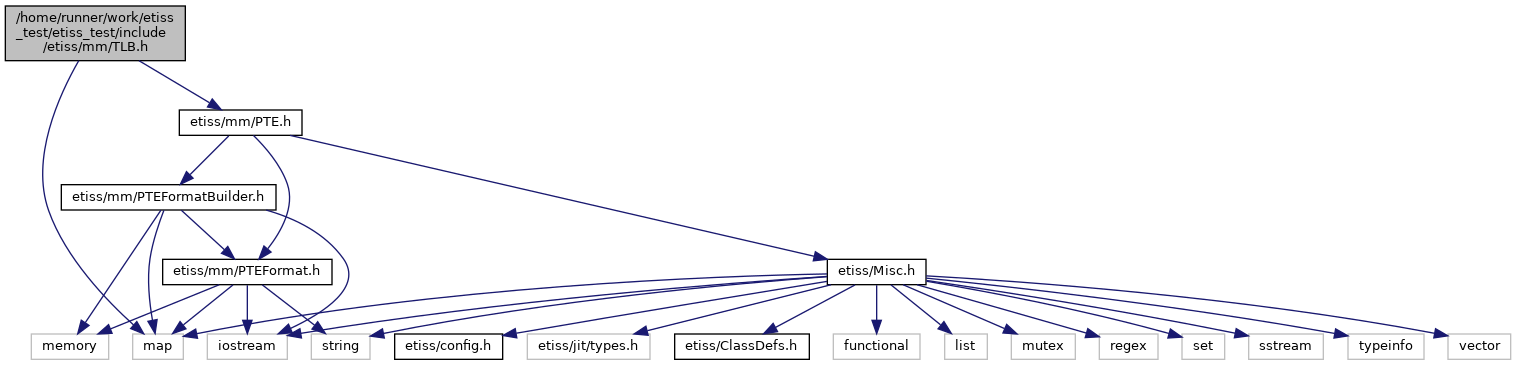 /home/runner/work/etiss
_test/etiss_test/include
/etiss/mm/TLB.h
etiss/mm/PTE.h
etiss/mm/PTEFormatBuilder.h
etiss/mm/PTEFormat.h
etiss/Misc.h
memory
map
iostream
string
etiss/config.h
etiss/jit/types.h
etiss/ClassDefs.h
functional
list
mutex
regex
set
sstream
typeinfo
vector